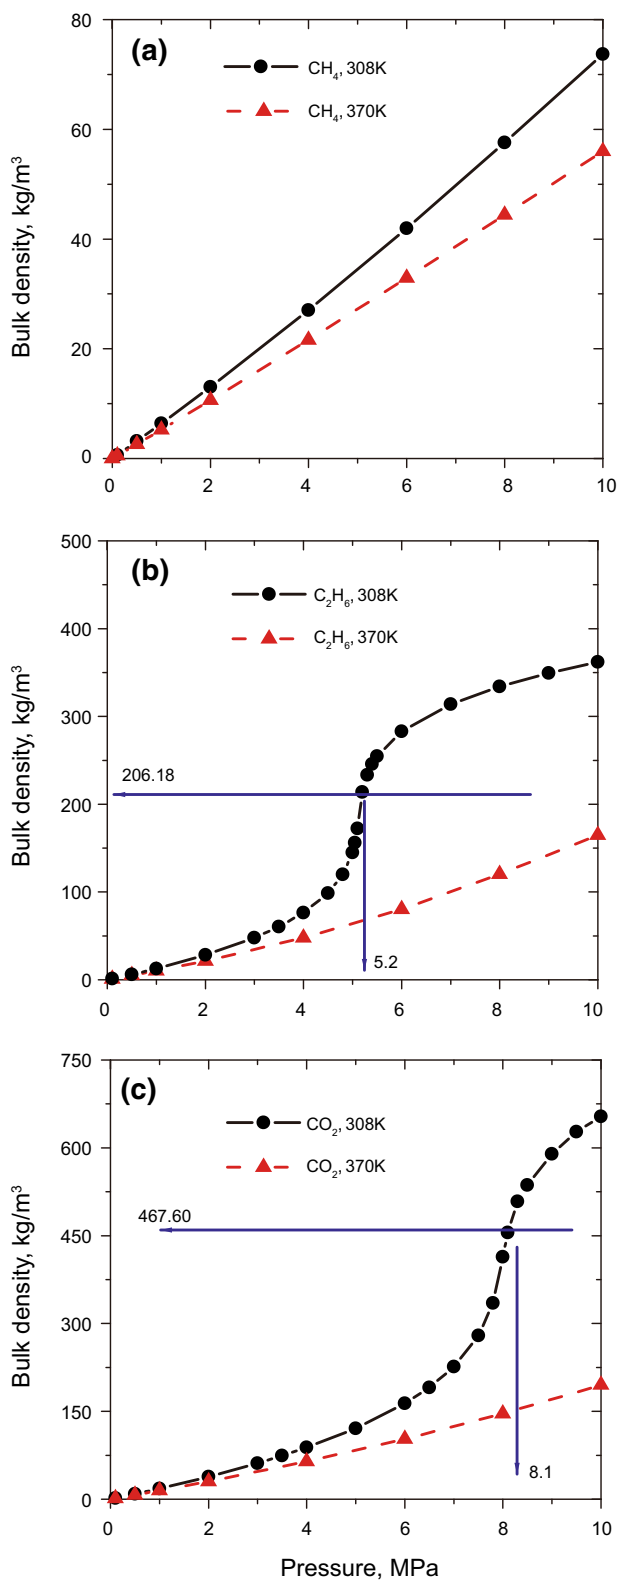 (a)
CH₄, 308K
CH₄, 370K
Bulk density, kg/m³
80
60
40
20
0
0 2 4 6 8 10
(b)
C₂H₆, 308K
C₂H₆, 370K
Bulk density, kg/m³
500
400
300
200
100
0
206.18
5.2
0 2 4 6 8 10
(c)
CO₂, 308K
CO₂, 370K
Bulk density, kg/m³
750
600
450
300
150
0
467.60
8.1
0 2 4 6 8 10
Pressure, MPa